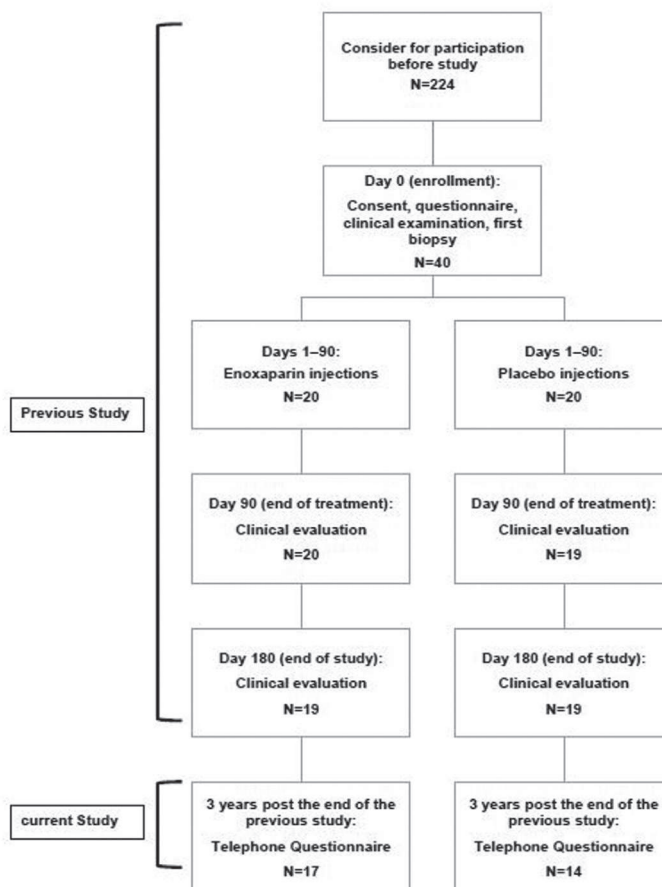 Consider for participation
before study
N=224
Day 0 (enrollment):
Consent, questionnaire,
clinical examination, first
biopsy
N=40
Days 1–90:
Enoxaparin injections
N=20
Days 1–90:
Placebo injections
N=20
Previous Study
Day 90 (end of treatment):
Clinical evaluation
N=20
Day 90 (end of treatment):
Clinical evaluation
N=19
Day 180 (end of study):
Clinical evaluation
N=19
Day 180 (end of study):
Clinical evaluation
N=19
current Study
3 years post the end of the
previous study:
Telephone Questionnaire
N=17
3 years post the end of the
previous study:
Telephone Questionnaire
N=14